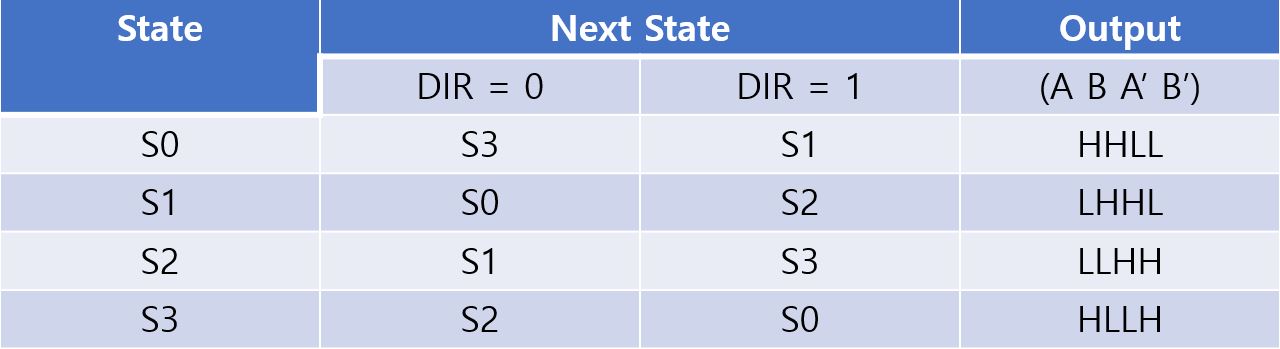 State Next State Output
DIR = 0 DIR = 1 (A B A’ B’)
S0 S3 S1 HHLL
S1 S0 S2 LHHL
S2 S1 S3 LLHH
S3 S2 S0 HLLH